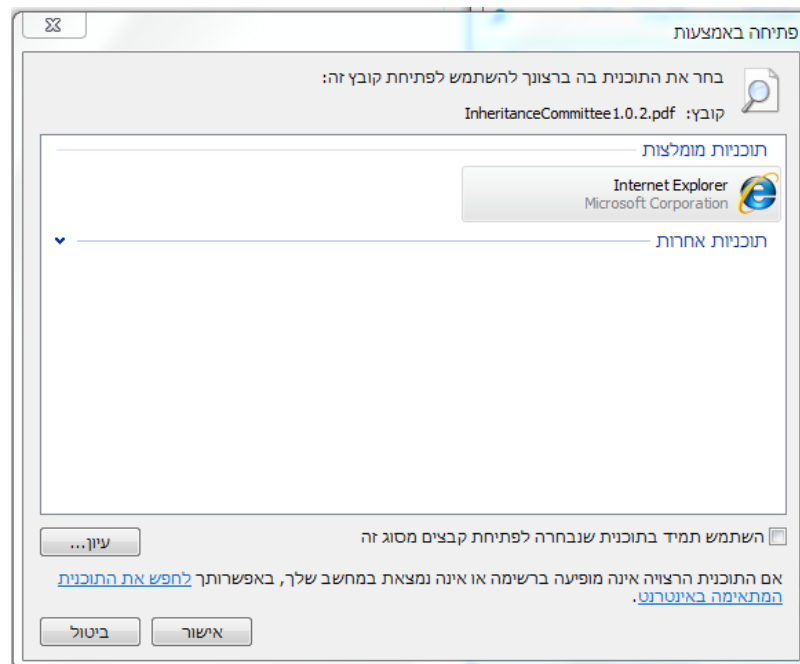 פתיחה באמצעות
בחר את התוכנית בה ברצונך להשתמש לפתיחת קובץ זה:
קובץ: InheritanceCommittee1.0.2.pdf
תוכניות מומלצות
Internet Explorer
Microsoft Corporation
תוכניות אחרות
השתמש תמיד בתוכנית שנבחרה לפתיחת קבצים מסוג זה
עיון...
אם התוכנית הרצויה אינה מופיעה ברשימה או אינה נמצאת במחשב שלך, באפשרותך לחפש את התוכנית
המתאימה באינטרנט.
אישור
ביטול